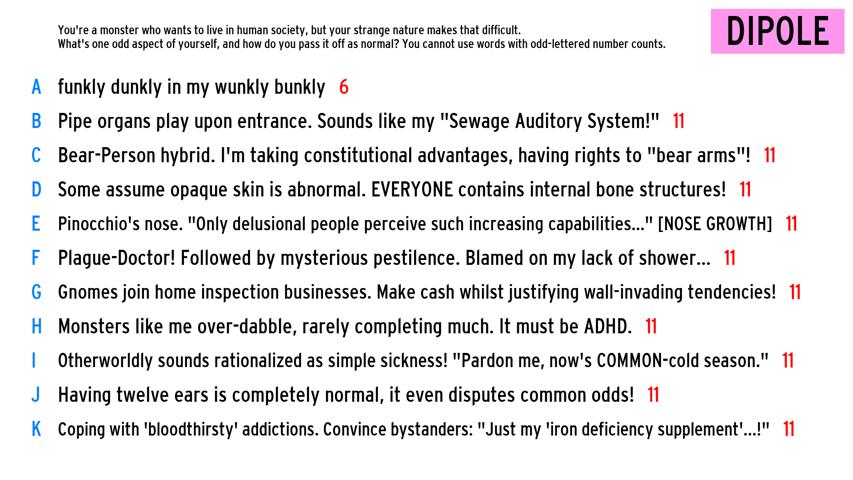 You're a monster who wants to live in human society, but your strange nature makes that difficult.
What's one odd aspect of yourself, and how do you pass it off as normal? You cannot use words with odd-lettered number counts.
DIPOLE
A funkly dunkly in my wunkly bunkly 6
B Pipe organs play upon entrance. Sounds like my "Sewage Auditory System!" 11
C Bear-Person hybrid. I'm taking constitutional advantages, having rights to "bear arms"! 11
D Some assume opaque skin is abnormal. EVERYONE contains internal bone structures! 11
E Pinocchio's nose. "Only delusional people perceive such increasing capabilities..." [NOSE GROWTH] 11
F Plague-Doctor! Followed by mysterious pestilence. Blamed on my lack of shower... 11
G Gnomes join home inspection businesses. Make cash whilst justifying wall-invading tendencies! 11
H Monsters like me over-dabble, rarely completing much. It must be ADHD. 11
I Otherworldly sounds rationalized as simple sickness! "Pardon me, now's COMMON-cold season." 11
J Having twelve ears is completely normal, it even disputes common odds! 11
K Coping with 'bloodthirsty' addictions. Convince bystanders: "Just my 'iron deficiency supplement'...!" 11